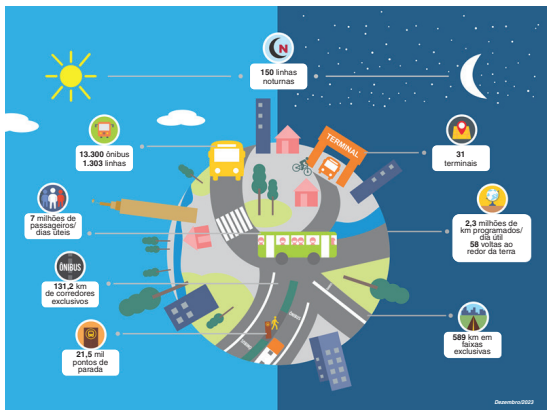 N
150 linhas
noturnas
13.300 ônibus
1.303 linhas
TERMINAL
31
terminais
7 milhões de
passageiros/
dias úteis
2,3 milhões de
km programados/
dia útil
58 voltas ao
redor da terra
ÔNIBUS
131,2 km
de corredores
exclusivos
21,5 mil
pontos de
parada
589 km em
faixas
exclusivas
Dezembro/2023